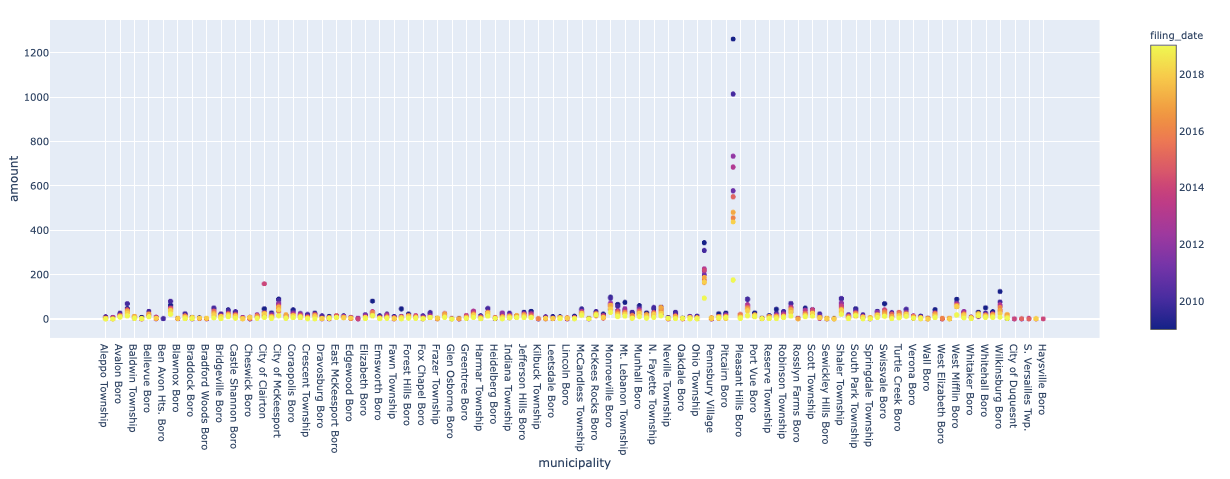 filing_date
1200
1000
800
600
400
200
0
amount
2018
2016
2014
2012
2010
Aleppo Township
Avalon Boro
Baldwin Township
Bellevue Boro
Ben Avon Hts. Boro
Blawnox Boro
Braddock Boro
Bradford Woods Boro
Bridgeville Boro
Castle Shannon Boro
Cheswick Boro
City of Clairton
City of McKeesport
Coraopolis Boro
Crescent Township
Dravosburg Boro
East McKeesport Boro
Edgewood Boro
Elizabeth Boro
Emsworth Boro
Fawn Township
Forest Hills Boro
Fox Chapel Boro
Frazer Township
Glen Osborne Boro
Greentree Boro
Harmar Township
Heidelberg Boro
Indiana Township
Jefferson Hills Boro
Kilbuck Township
Leetsdale Boro
Lincoln Boro
McCandless Township
McKees Rocks Boro
Monroeville Boro
Mt. Lebanon Township
Munhall Boro
N. Fayette Township
Neville Township
Oakdale Boro
Ohio Township
Pennsbury Village
Pitcairn Boro
Pleasant Hills Boro
Port Vue Boro
Reserve Township
Robinson Township
Rosslyn Farms Boro
Scott Township
Sewickley Hills Boro
Shaler Township
South Park Township
Springdale Township
Swissvale Boro
Turtle Creek Boro
Verona Boro
Wall Boro
West Elizabeth Boro
West Mifflin Boro
Whitaker Boro
Whitehall Boro
Wilkinsburg Boro
City of Duquesnt
S. Versailles Twp.
Haysville Boro
municipality